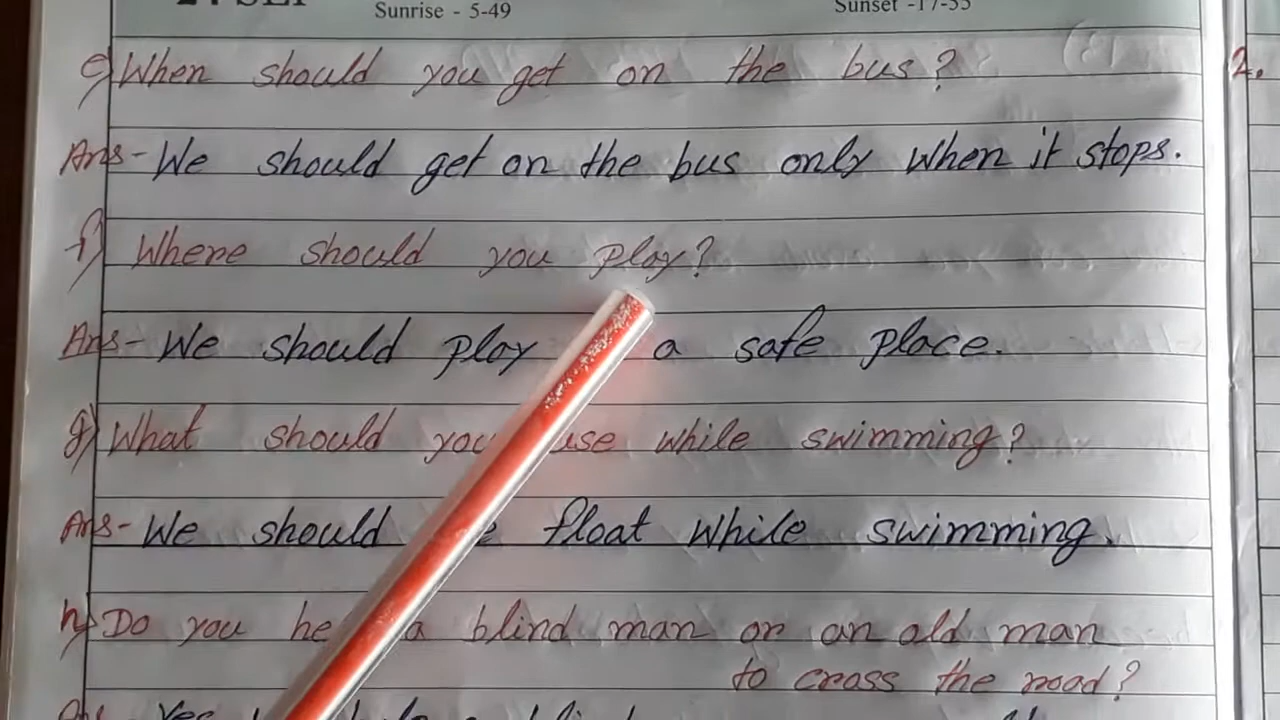 Sunrise - 5-49
Sunset -17-55
e) When should you get on the bus?
Ans- We should get on the bus only when it stops.
2.
f) Where should you play?
Ans- We should play a safe place.
g) What should you use while swimming?
Ans- We should float while swimming.
h) Do you he a blind man or an old man
to cross the road?